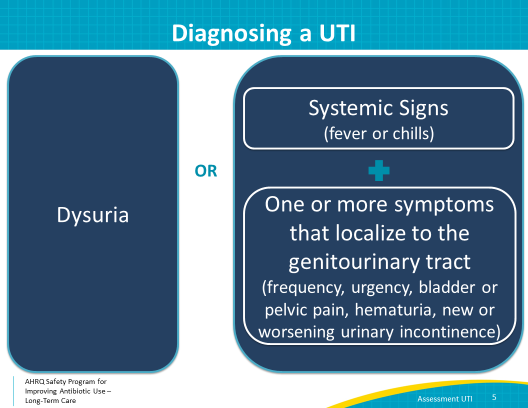 Diagnosing a UTI
Dysuria
OR
Systemic Signs
(fever or chills)
One or more symptoms
that localize to the
genitourinary tract
(frequency, urgency, bladder or
pelvic pain, hematuria, new or
worsening urinary incontinence)
AHRQ Safety Program for
Improving Antibiotic Use –
Long-Term Care
Assessment UTI 5